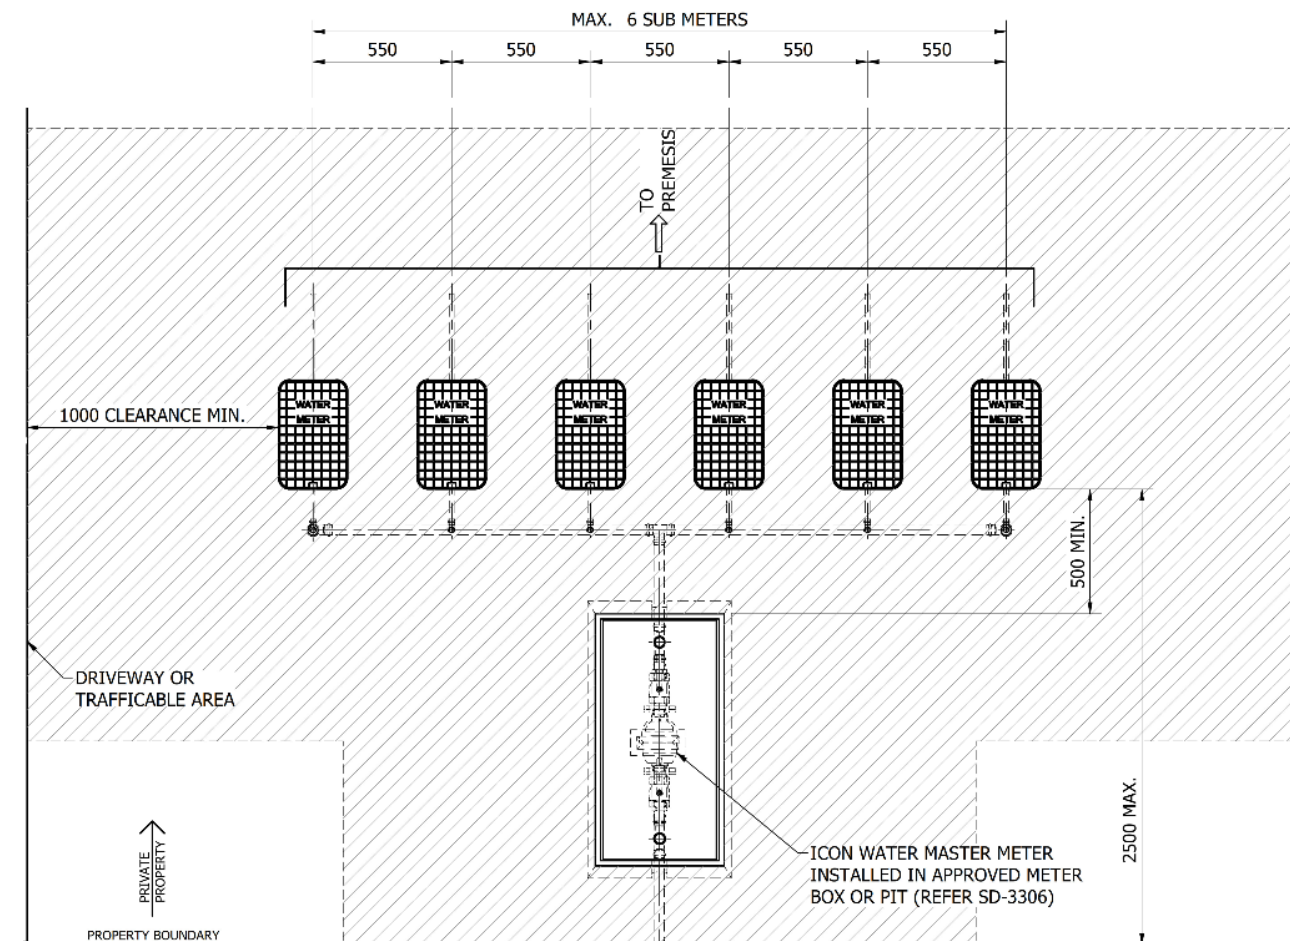 MAX. 6 SUB METERS
550
550
550
550
550
TO
PREMESIS
1000 CLEARANCE MIN.
WATER
METER
WATER
METER
WATER
METER
WATER
METER
WATER
METER
WATER
METER
500 MIN.
DRIVEWAY OR
TRAFFICABLE AREA
2500 MAX.
ICON WATER MASTER METER
INSTALLED IN APPROVED METER
BOX OR PIT (REFER SD-3306)
PRIVATE
PROPERTY
PROPERTY BOUNDARY